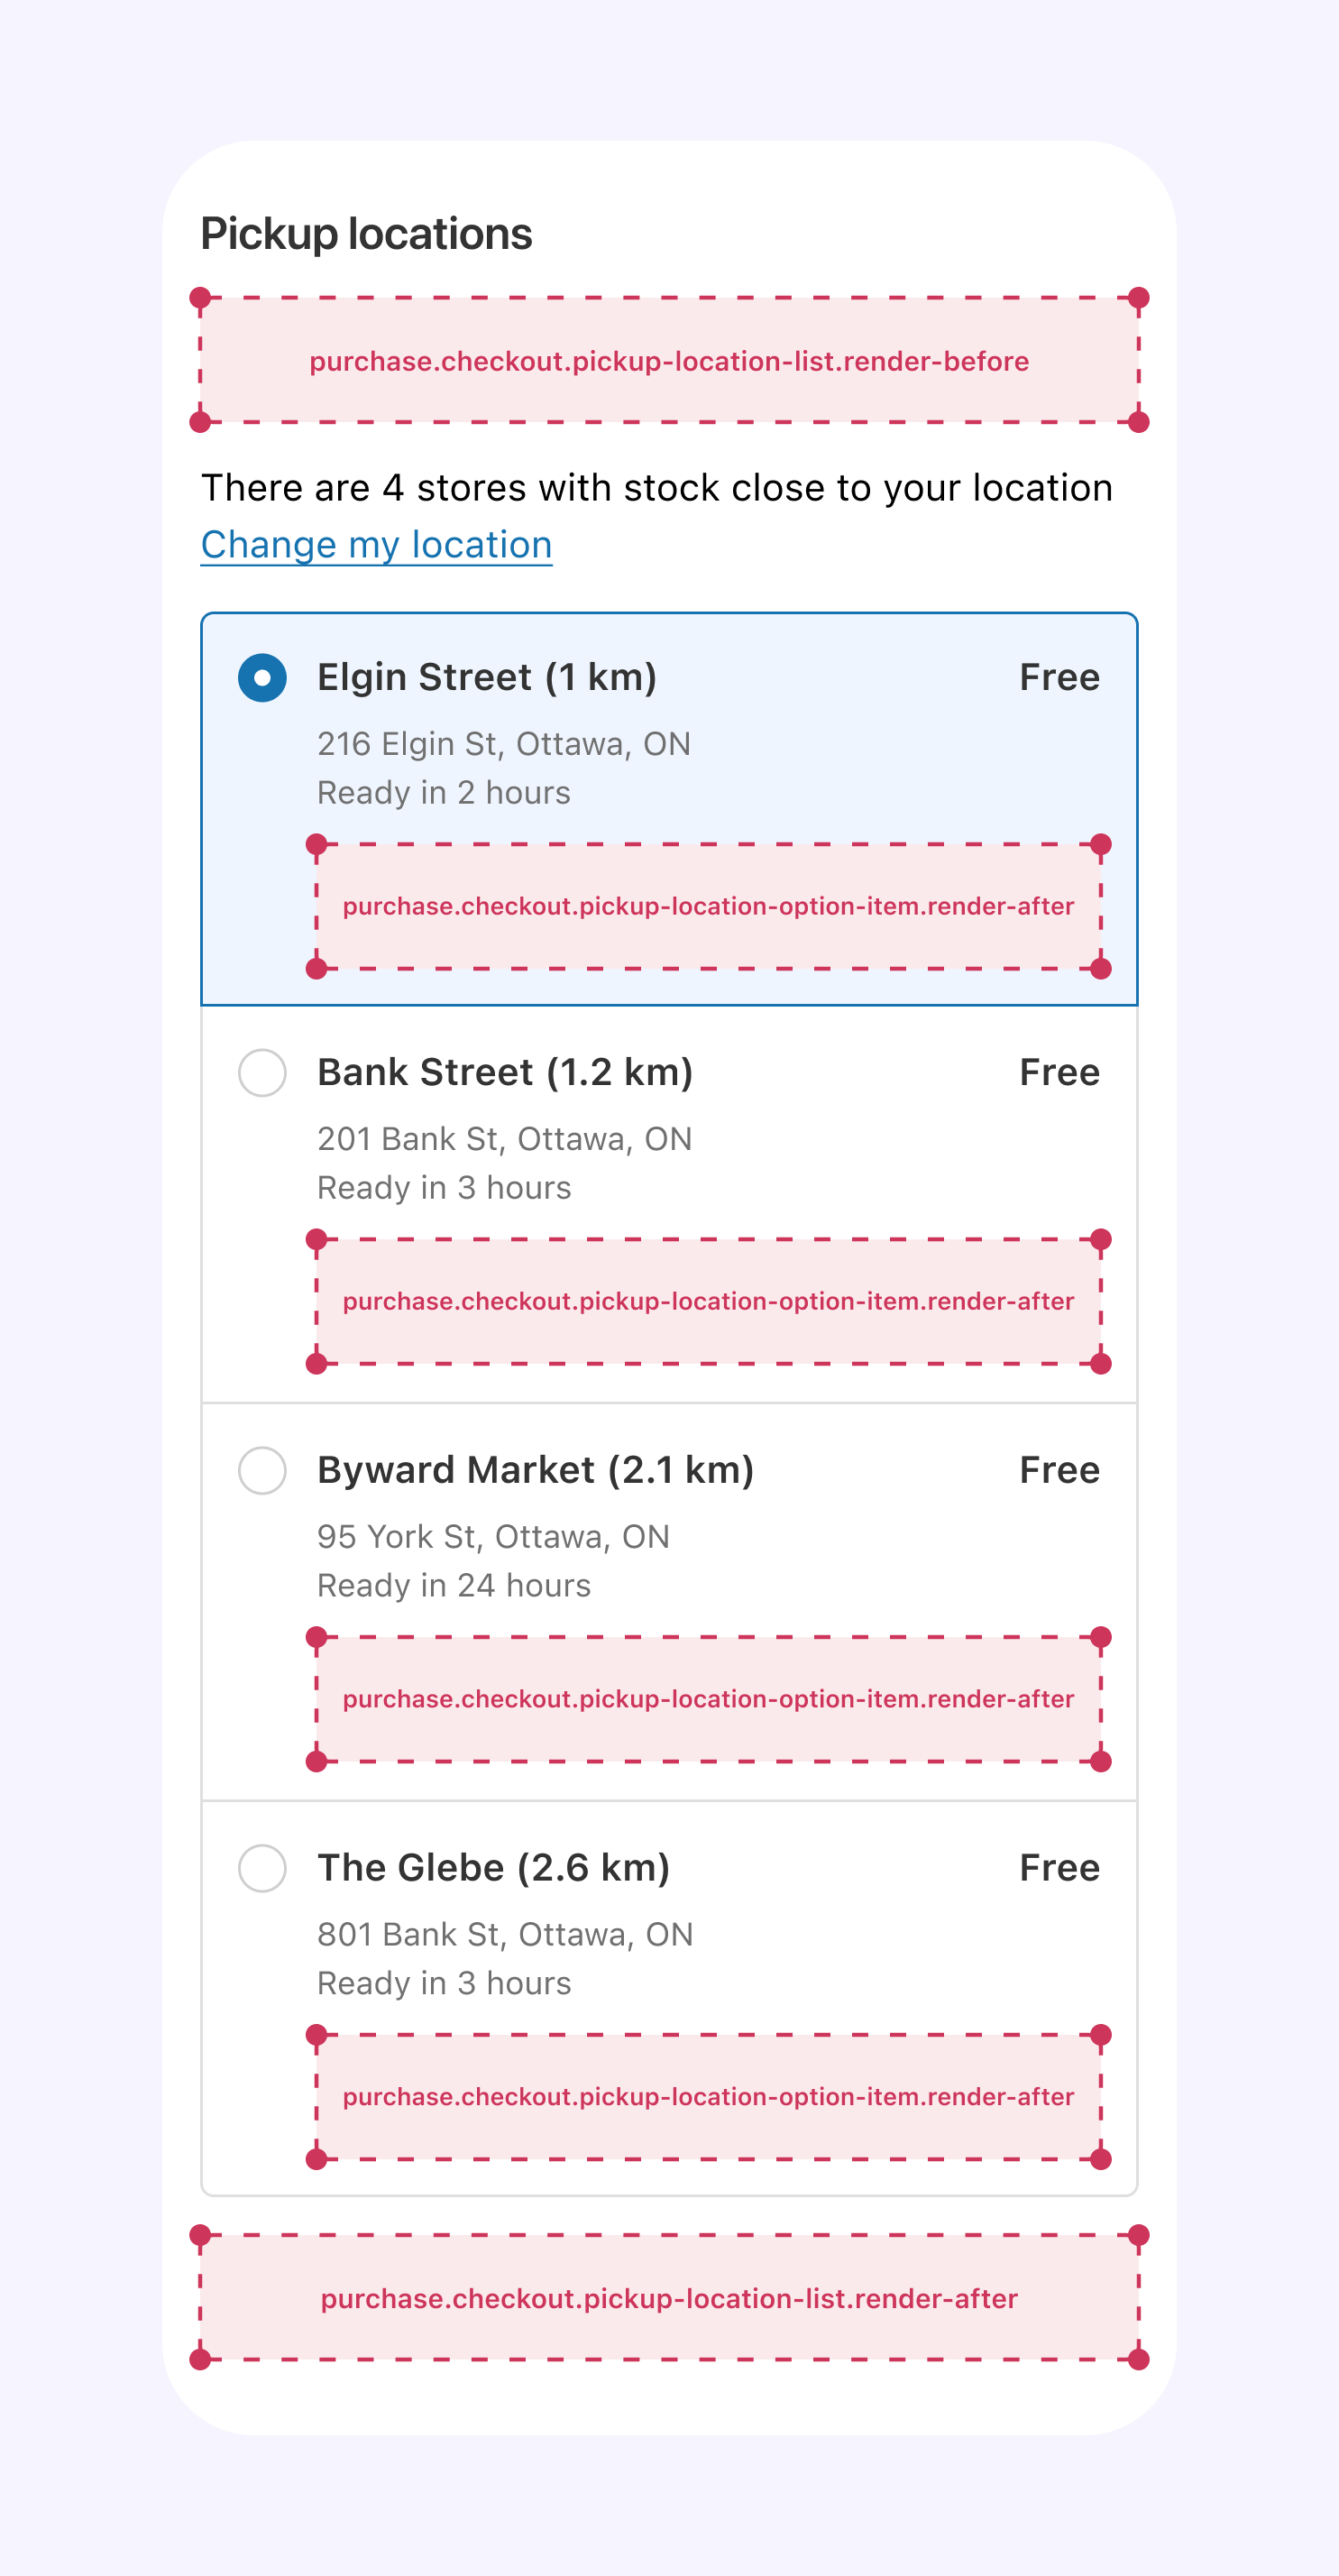 Pickup locations
purchase.checkout.pickup-location-list.render-before
There are 4 stores with stock close to your location
Change my location
Elgin Street (1 km) Free
216 Elgin St, Ottawa, ON
Ready in 2 hours
purchase.checkout.pickup-location-option-item.render-after
Bank Street (1.2 km) Free
201 Bank St, Ottawa, ON
Ready in 3 hours
purchase.checkout.pickup-location-option-item.render-after
Byward Market (2.1 km) Free
95 York St, Ottawa, ON
Ready in 24 hours
purchase.checkout.pickup-location-option-item.render-after
The Glebe (2.6 km) Free
801 Bank St, Ottawa, ON
Ready in 3 hours
purchase.checkout.pickup-location-option-item.render-after
purchase.checkout.pickup-location-list.render-after